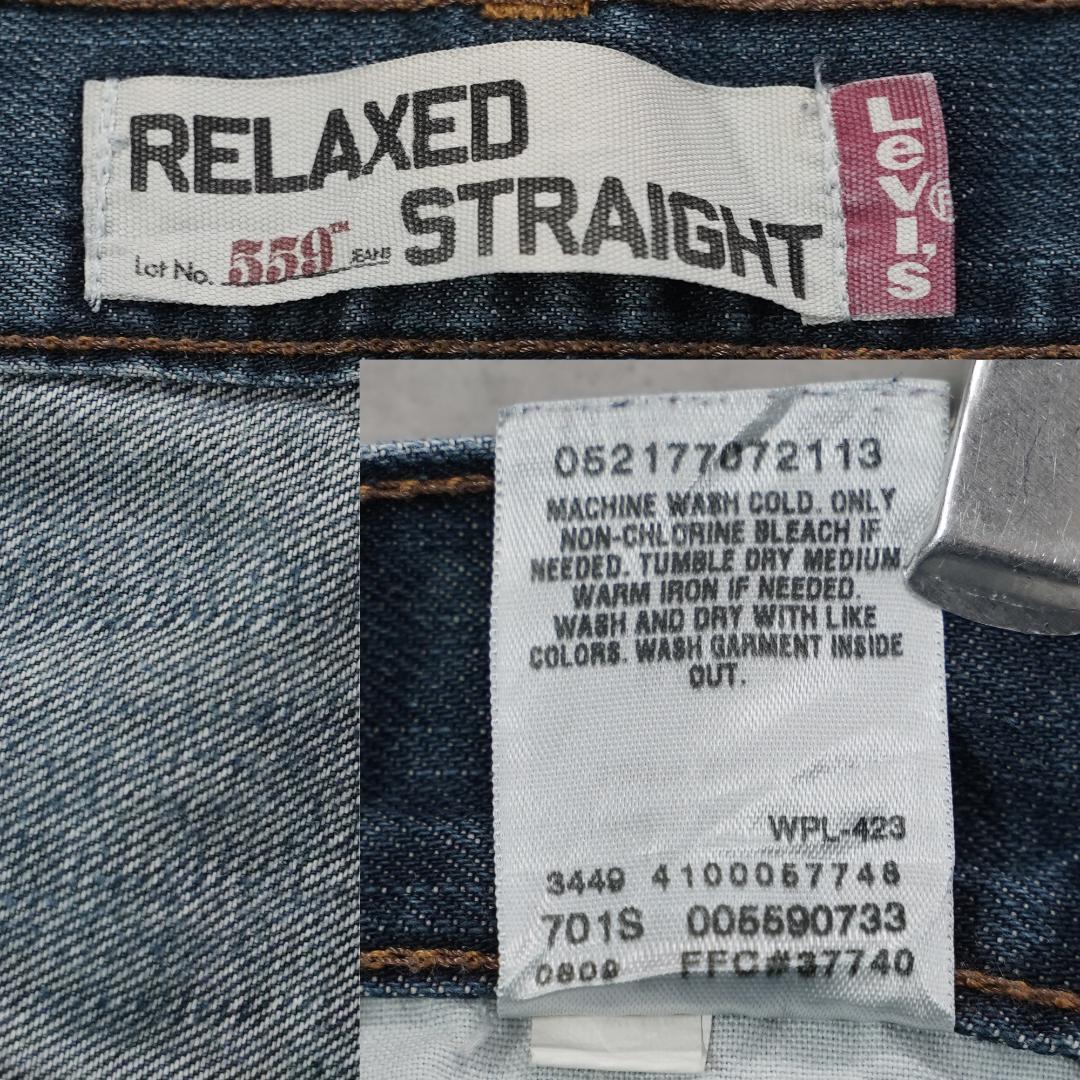 RELAXED
STRAIGHT
Lot No. 559™ JEANS
Levi's®
052177072113
MACHINE WASH COLD. ONLY
NON-CHLORINE BLEACH IF
NEEDED. TUMBLE DRY MEDIUM.
WARM IRON IF NEEDED.
WASH AND DRY WITH LIKE
COLORS. WASH GARMENT INSIDE
OUT.
WPL-423
3449 4100057748
701S 005590733
0809 FFC#37740